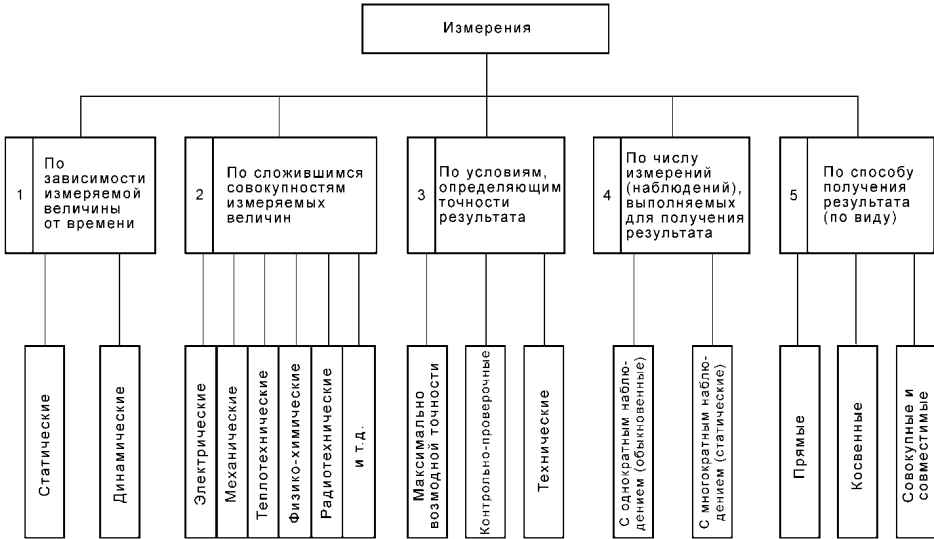 Измерения
1
По
зависимости
измеряемой
величины
от времени
2
По сложившимся
совокупностям
измеряемых
величин
3
По условиям,
определяющим
точности
результата
4
По числу
измерений
(наблюдений),
выполняемых
для получения
результата
5
По способу
получения
результата
(по виду)
Статические
Динамические
Электрические
Механические
Теплотехнические
Физико-химические
Радиотехнические
и т.д.
Максимально
возмодной точности
Контрольно-проверочные
Технические
С однократным наблю-
дением (обыкновенные)
С многократным наблю-
дением (статические)
Прямые
Косвенные
Совокупные и
совместимые